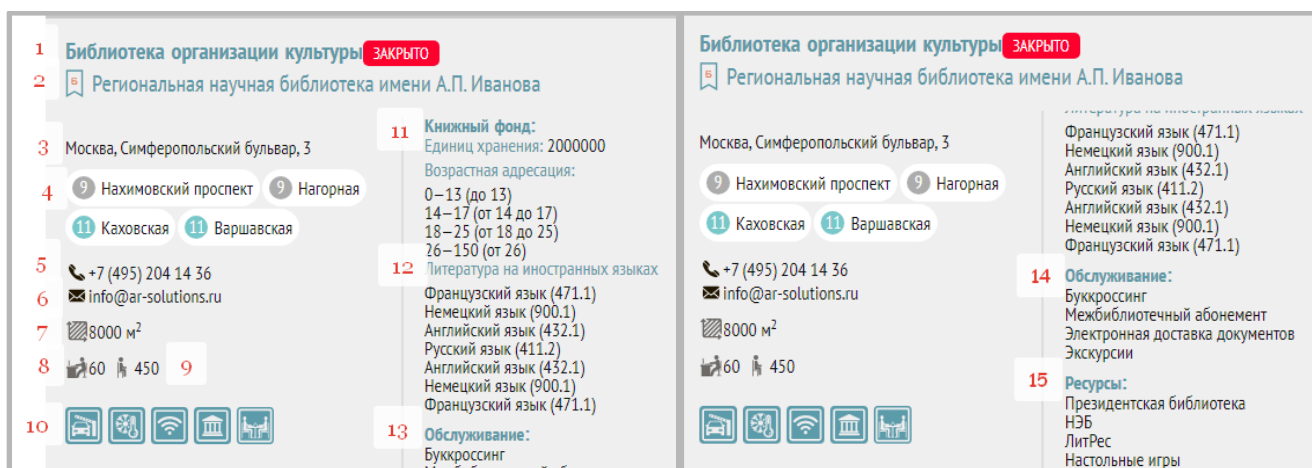 1 Библиотека организации культуры ЗАКРЫТО
2 Б Региональная научная библиотека имени А.П. Иванова
3 Москва, Симферопольский бульвар, 3
4 9 Нахимовский проспект 9 Нагорная
11 Каховская 11 Варшавская
5 +7 (495) 204 14 36
6 info@ar-solutions.ru
7 8000 м²
8 60 450 9
10
11 Книжный фонд:
Единиц хранения: 2000000
Возрастная адресация:
0—13 (до 13)
14—17 (от 14 до 17)
18—25 (от 18 до 25)
26—150 (от 26)
12 Литература на иностранных языках
Французский язык (471.1)
Немецкий язык (900.1)
Английский язык (432.1)
Русский язык (411.2)
Английский язык (432.1)
Немецкий язык (900.1)
Французский язык (471.1)
13 Обслуживание:
Буккроссинг
Библиотека организации культуры ЗАКРЫТО
Б Региональная научная библиотека имени А.П. Иванова
Москва, Симферопольский бульвар, 3
9 Нахимовский проспект 9 Нагорная
11 Каховская 11 Варшавская
+7 (495) 204 14 36
info@ar-solutions.ru
8000 м²
60 450
Французский язык (471.1)
Немецкий язык (900.1)
Английский язык (432.1)
Русский язык (411.2)
Английский язык (432.1)
Немецкий язык (900.1)
Французский язык (471.1)
14 Обслуживание:
Буккроссинг
Межбиблиотечный абонемент
Электронная доставка документов
Экскурсии
15 Ресурсы:
Президентская библиотека
НЭБ
ЛитРес
Настольные игры